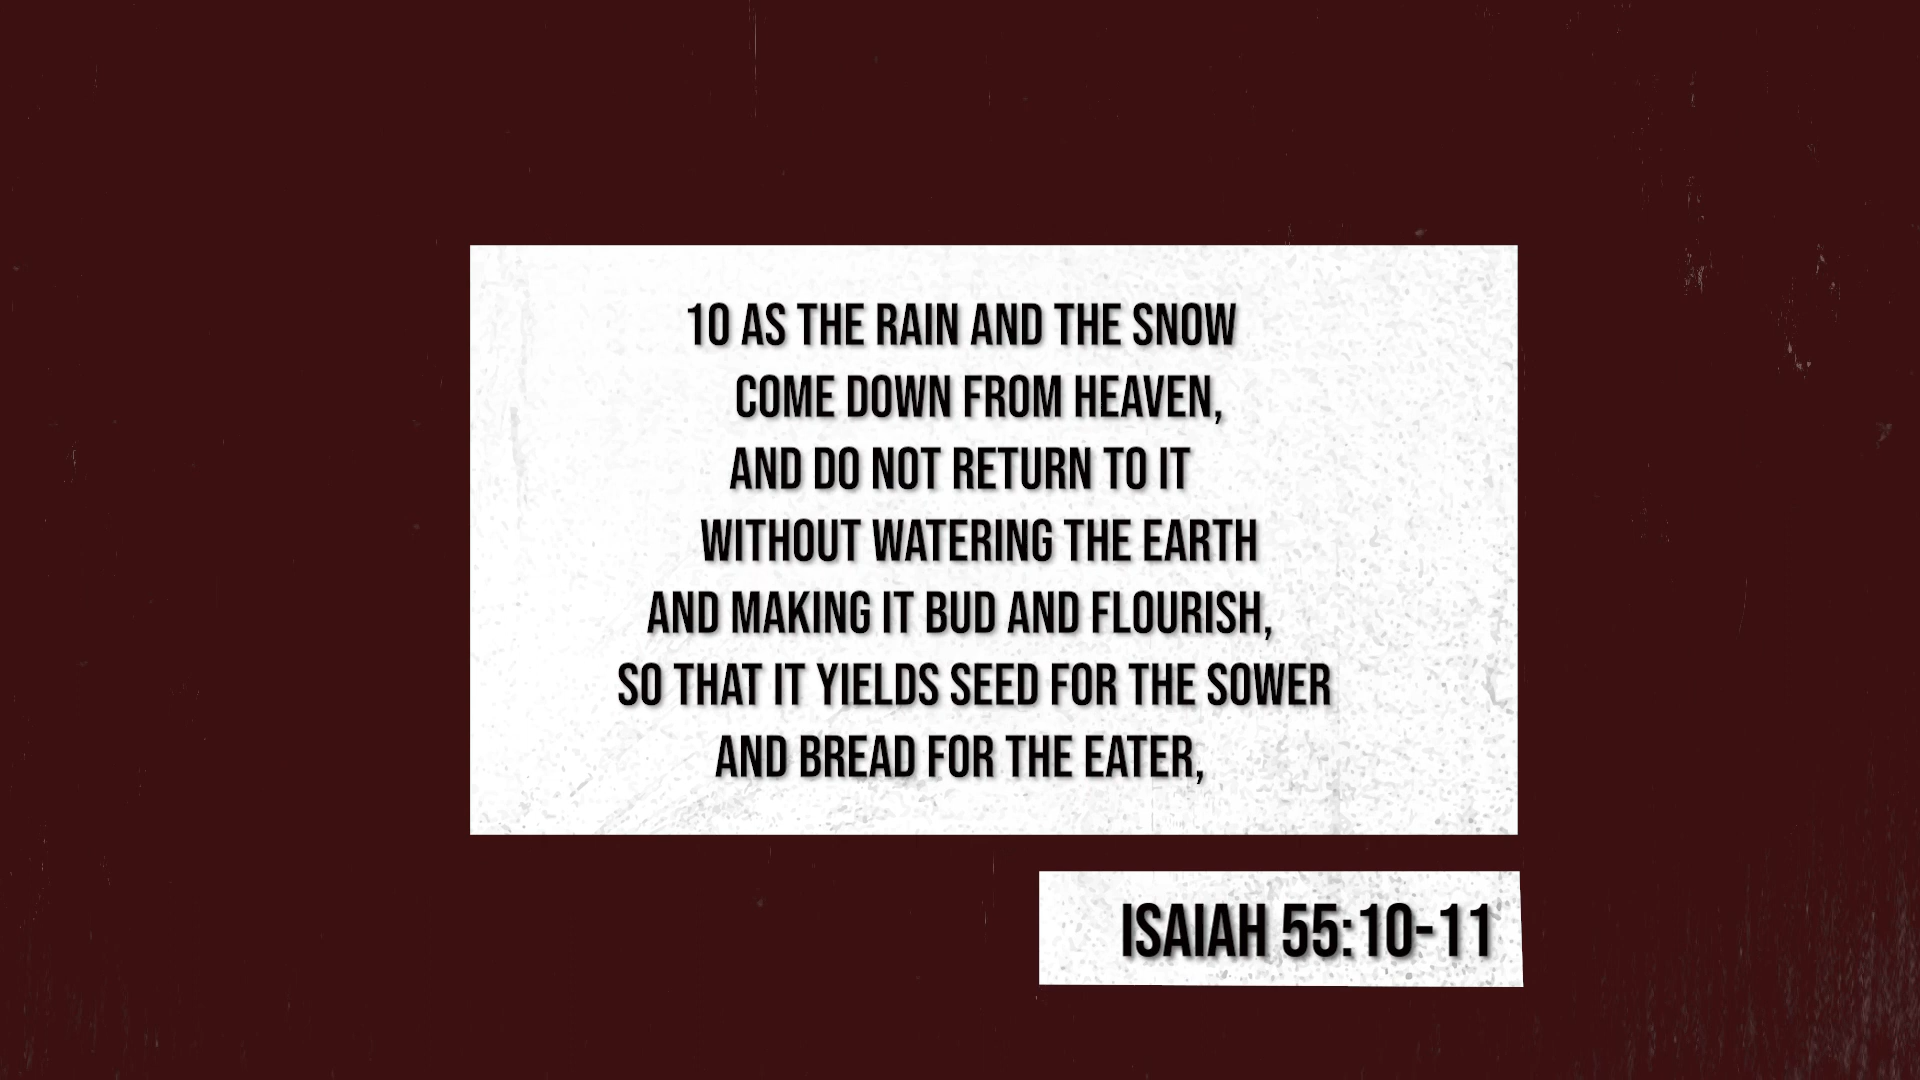 10 AS THE RAIN AND THE SNOW
COME DOWN FROM HEAVEN,
AND DO NOT RETURN TO IT
WITHOUT WATERING THE EARTH
AND MAKING IT BUD AND FLOURISH,
SO THAT IT YIELDS SEED FOR THE SOWER
AND BREAD FOR THE EATER,
ISAIAH 55:10-11